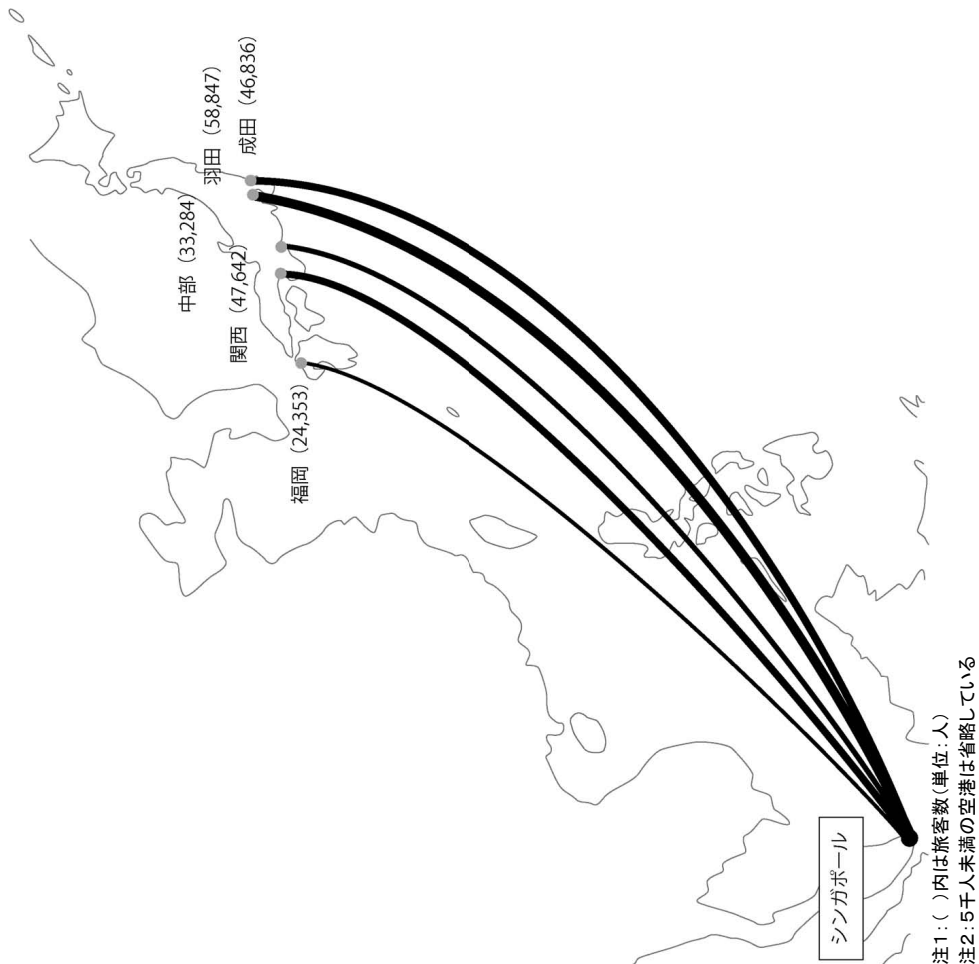 羽田（58,847）
成田（46,836）
中部（33,284）
関西（47,642）
福岡（24,353）
シンガポール
注1：（　）内は旅客数（単位：人）
注2：5千人未満の空港は省略している